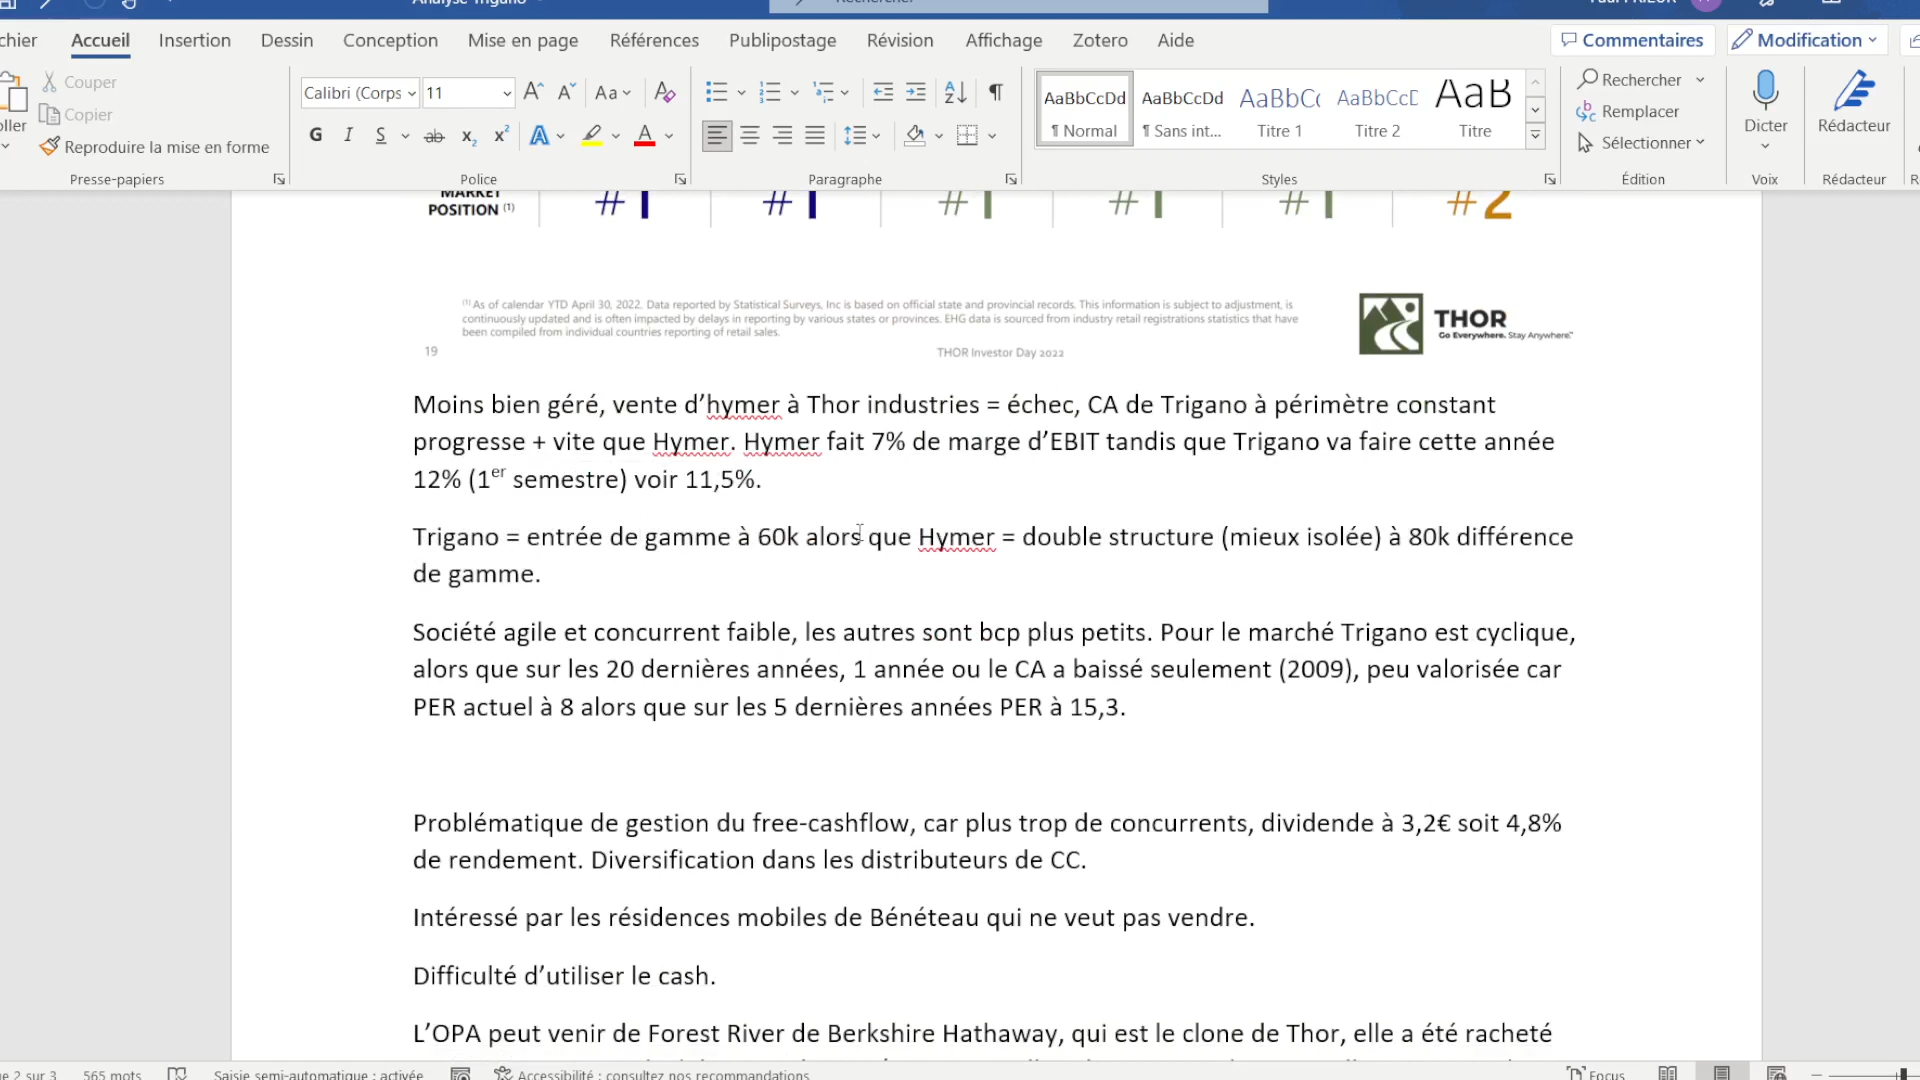 Accueil Insertion Dessin Conception Mise en page Références Publipostage Révision Affichage Zotero Aide Commentaires Modification
Couper
Copier
Reproduire la mise en forme
Presse-papiers
Calibri (Corps 11
Aa
G I S ab x₂ x² A A
Police
Paragraphe
AaBbCcDd AaBbCcDd AaBbC AaBbCcD AaB
¶ Normal ¶ Sans int... Titre 1 Titre 2 Titre
Styles
Rechercher
Remplacer
Sélectionner
Édition
Dicter
Voix
Rédacteur
Rédacteur
MARKET
POSITION (1) #1 #1 #1 #1 #1 #2
(1) As of calendar YTD April 30, 2022. Data reported by Statistical Surveys, Inc is based on official state and provincial records. This information is subject to adjustment, is
continuously updated and is often impacted by delays in reporting by various states or provinces. EHG data is sourced from industry retail registrations statistics that have
been compiled from individual countries reporting of retail sales.
THOR
Go Everywhere. Stay Anywhere.™
19 THOR Investor Day 2022
Moins bien géré, vente d’hymer à Thor industries = échec, CA de Trigano à périmètre constant
progresse + vite que Hymer. Hymer fait 7% de marge d’EBIT tandis que Trigano va faire cette année
12% (1er semestre) voir 11,5%.
Trigano = entrée de gamme à 60k alors que Hymer = double structure (mieux isolée) à 80k différence
de gamme.
Société agile et concurrent faible, les autres sont bcp plus petits. Pour le marché Trigano est cyclique,
alors que sur les 20 dernières années, 1 année ou le CA a baissé seulement (2009), peu valorisée car
PER actuel à 8 alors que sur les 5 dernières années PER à 15,3.
Problématique de gestion du free-cashflow, car plus trop de concurrents, dividende à 3,2€ soit 4,8%
de rendement. Diversification dans les distributeurs de CC.
Intéressé par les résidences mobiles de Bénéteau qui ne veut pas vendre.
Difficulté d’utiliser le cash.
L’OPA peut venir de Forest River de Berkshire Hathaway, qui est le clone de Thor, elle a été racheté
2 sur 3 565 mots Saisie semi-automatique : activée Accessibilité : consultez nos recommandations Focus